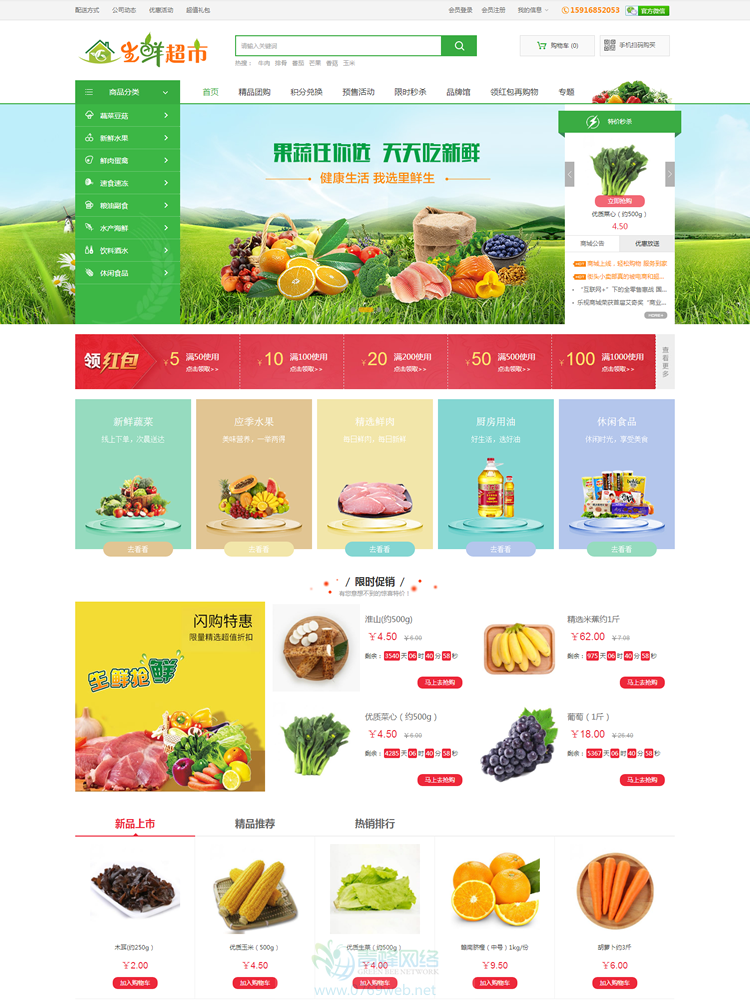 配送方式 公司动态 优惠活动 超值礼包 会员登录 会员注册 我的信息 15916852053 官方微信
生鲜超市
请输入关键词
购物车 (0) 手机扫码购买
热搜： 牛肉 排骨 番茄 芒果 香菇 玉米
商品分类 首页 精品团购 积分兑换 预售活动 限时秒杀 品牌馆 领红包再购物 专题
蔬菜豆菇
新鲜水果
鲜肉蛋禽
速食速冻
粮油副食
水产海鲜
饮料酒水
休闲食品
果蔬任你选 天天吃新鲜
健康生活 我选里鲜生
特价秒杀
立即抢购
优质菜心（约500g）
4.50
商城公告 优惠放送
HOT 商城上线，轻松购物 服务到家
HOT 街头小卖部真的被电商和超...
“互联网+”下的全零售塞战 国...
乐视商城荣获首届艾奇奖“商业...
MORE+
领红包
￥5 满50使用 点击领取>>
￥10 满100使用 点击领取>>
￥20 满200使用 点击领取>>
￥50 满500使用 点击领取>>
￥100 满1000使用 点击领取>>
查看更多
新鲜蔬菜
线上下单，次晨送达
去看看
应季水果
美味营养，一举两得
去看看
精选鲜肉
每日鲜肉，每日新鲜
去看看
厨房用油
好生活，选好油
去看看
休闲食品
休闲时光，享受美食
去看看
/ 限时促销 /
有您意想不到的惊喜特价！
闪购特惠
限量精选超值折扣
生鲜抢鲜
淮山(约500g)
￥4.50 ￥6.00
剩余： 3540 天 06 时 40 分 58 秒
马上去抢购
精选米蕉约1斤
￥62.00 ￥7.00
剩余： 975 天 06 时 40 分 58 秒
马上去抢购
优质菜心（约500g）
￥4.50 ￥6.00
剩余： 4285 天 06 时 40 分 58 秒
马上去抢购
葡萄（1斤）
￥18.00 ￥25.40
剩余： 5367 天 06 时 40 分 58 秒
马上去抢购
新品上市 精品推荐 热销排行
木耳(约250g)
￥2.00
加入购物车
优质玉米（500g）
￥4.50
加入购物车
优质生菜（约500g）
￥4.00
加入购物车
赣南脐橙（中号）1kg/份
￥9.50
加入购物车
胡萝卜约3斤
￥6.00
加入购物车
青蜂网络
GREEN BEE NETWORK
www.0769web.net